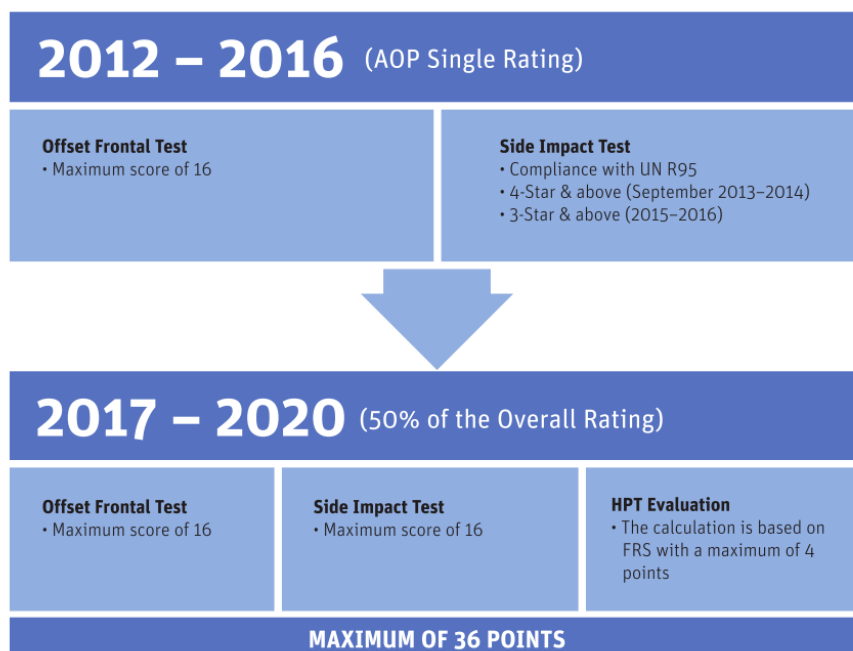 2012 – 2016 (AOP Single Rating)
Offset Frontal Test
• Maximum score of 16
Side Impact Test
• Compliance with UN R95
• 4-Star & above (September 2013–2014)
• 3-Star & above (2015–2016)
2017 – 2020 (50% of the Overall Rating)
Offset Frontal Test
• Maximum score of 16
Side Impact Test
• Maximum score of 16
HPT Evaluation
• The calculation is based on
FRS with a maximum of 4
points
MAXIMUM OF 36 POINTS